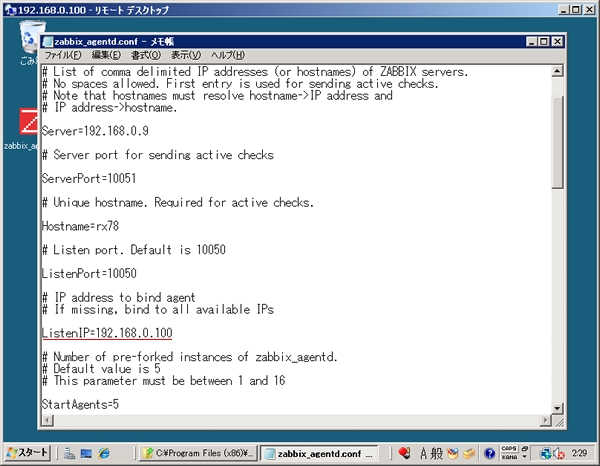 192.168.0.100 - リモート デスクトップ
ごみ箱
zabbix_a
zabbix_agentd.conf - メモ帳
ファイル(F) 編集(E) 書式(O) 表示(V) ヘルプ(H)
# List of comma delimited IP addresses (or hostnames) of ZABBIX servers.
# No spaces allowed. First entry is used for sending active checks.
# Note that hostnames must resolve hostname->IP address and
# IP address->hostname.
Server=192.168.0.9
# Server port for sending active checks
ServerPort=10051
# Unique hostname. Required for active checks.
Hostname=rx78
# Listen port. Default is 10050
ListenPort=10050
# IP address to bind agent
# If missing, bind to all available IPs
ListenIP=192.168.0.100
# Number of pre-forked instances of zabbix_agentd.
# Default value is 5
# This parameter must be between 1 and 16
StartAgents=5
スタート
C:¥Program Files (x86)¥...
zabbix_agentd.conf ...
A 般
CAPS
KANA
2:29